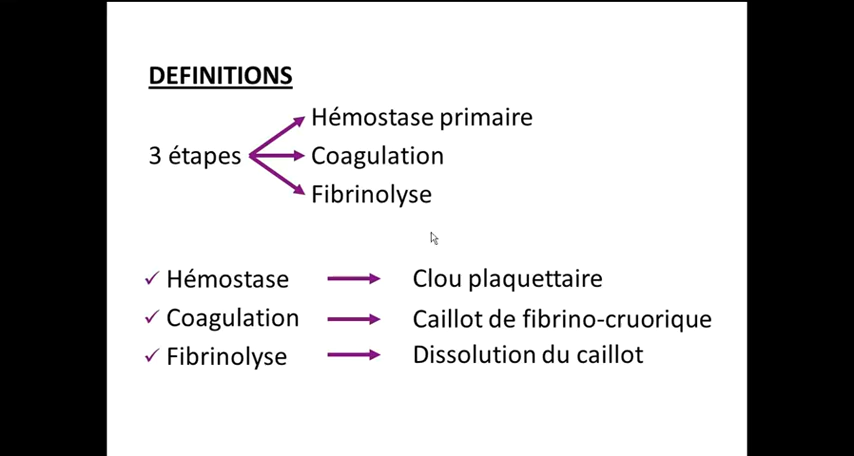 DEFINITIONS
Hémostase primaire
3 étapes
Coagulation
Fibrinolyse
✓ Hémostase Clou plaquettaire
✓ Coagulation Caillot de fibrino-cruorique
✓ Fibrinolyse Dissolution du caillot